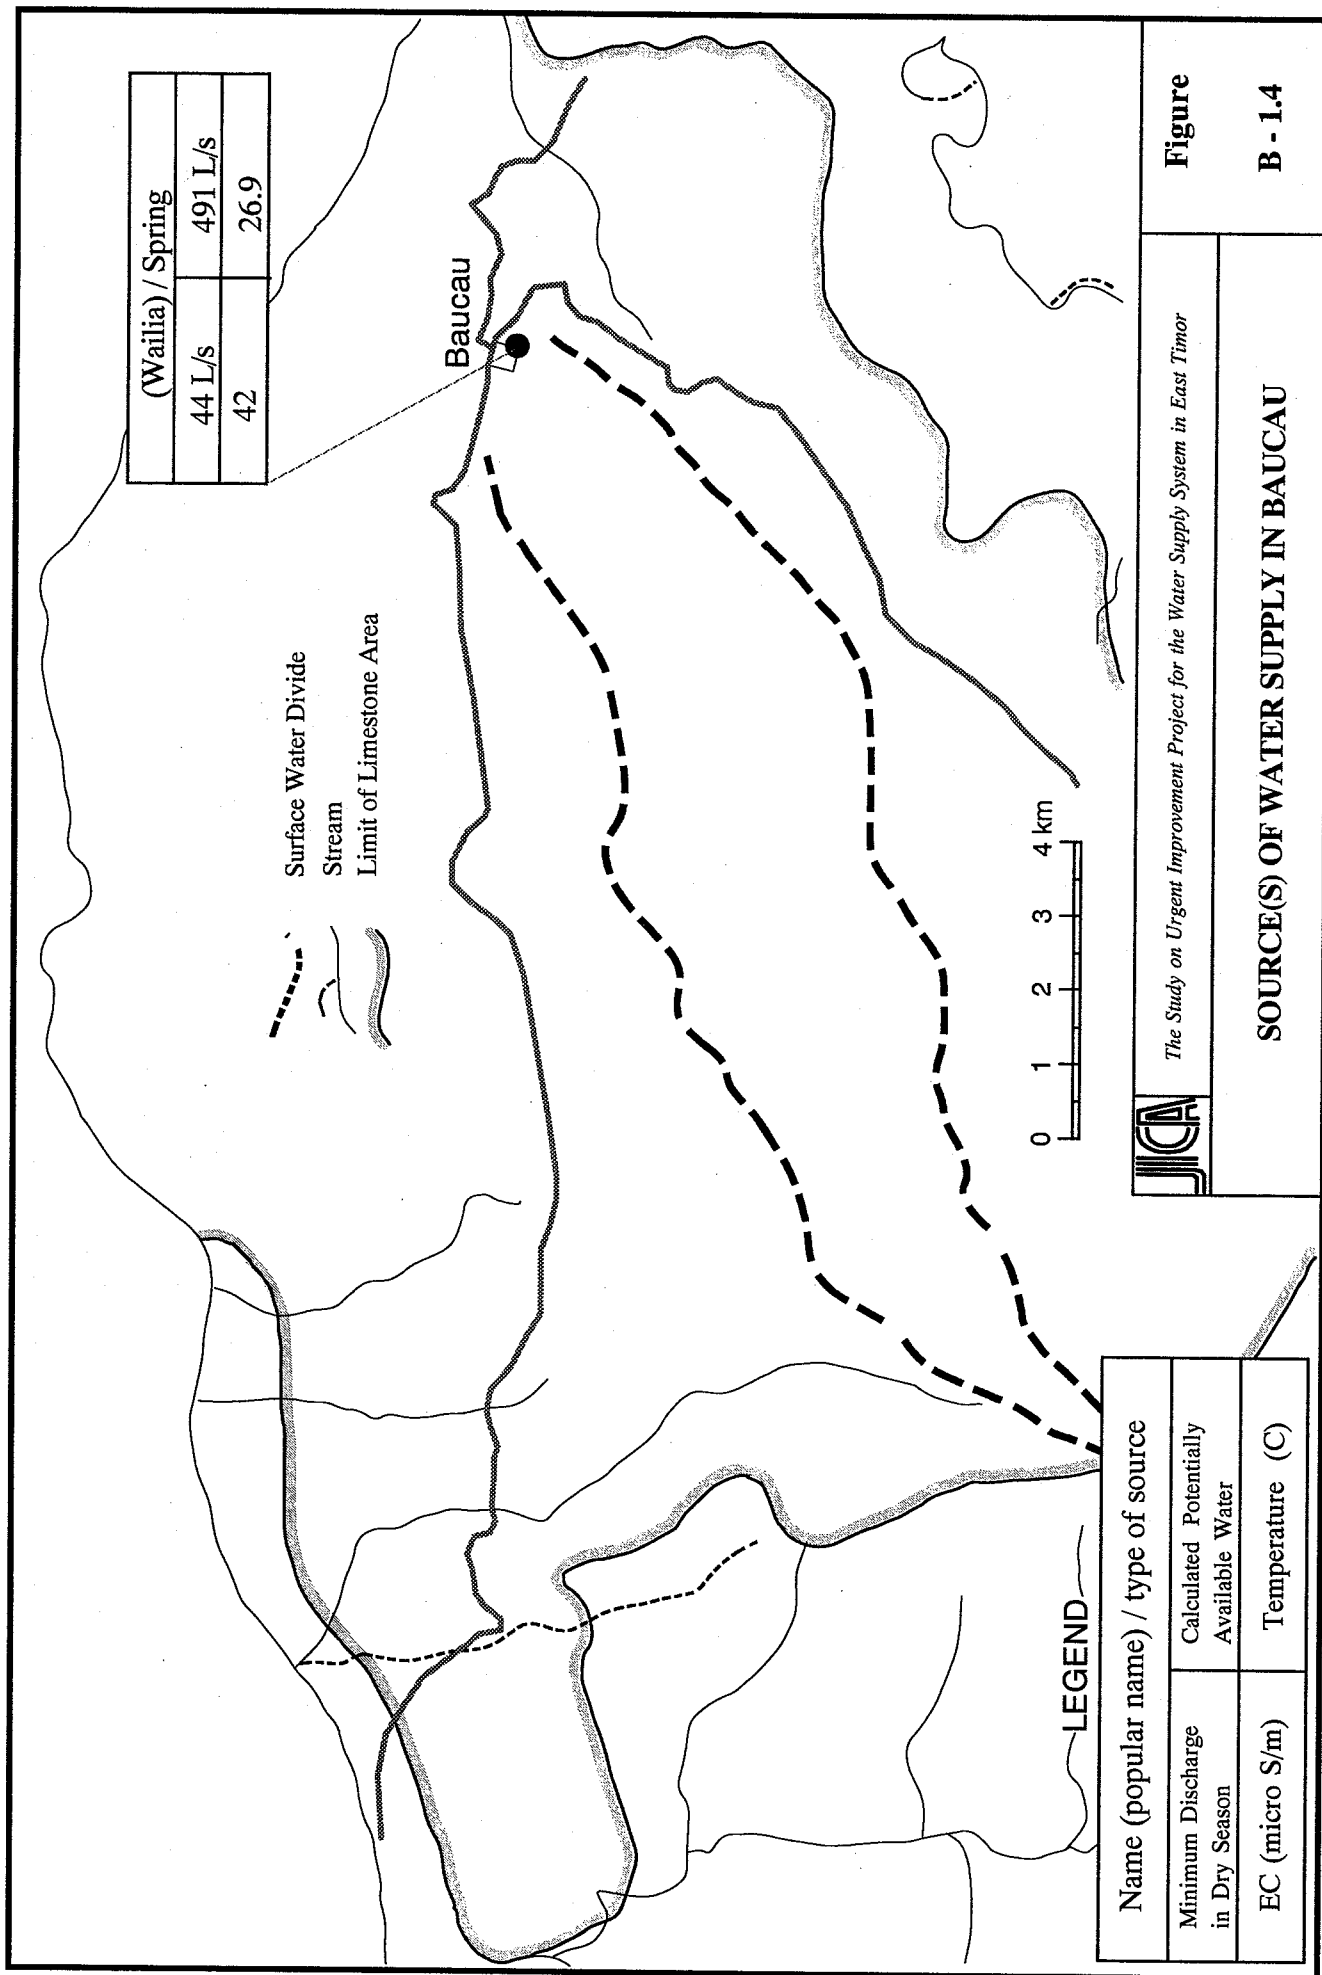 (Wailia) / Spring
44 L/s 491 L/s
42 26.9
Baucau
Surface Water Divide
Stream
Limit of Limestone Area
0 1 2 3 4 km
LEGEND
Name (popular name) / type of source
Minimum Discharge
in Dry Season
Calculated Potentially
Available Water
EC (micro S/m) Temperature (C)
JICA
The Study on Urgent Improvement Project for the Water Supply System in East Timor
SOURCE(S) OF WATER SUPPLY IN BAUCAU
Figure
B - 1.4